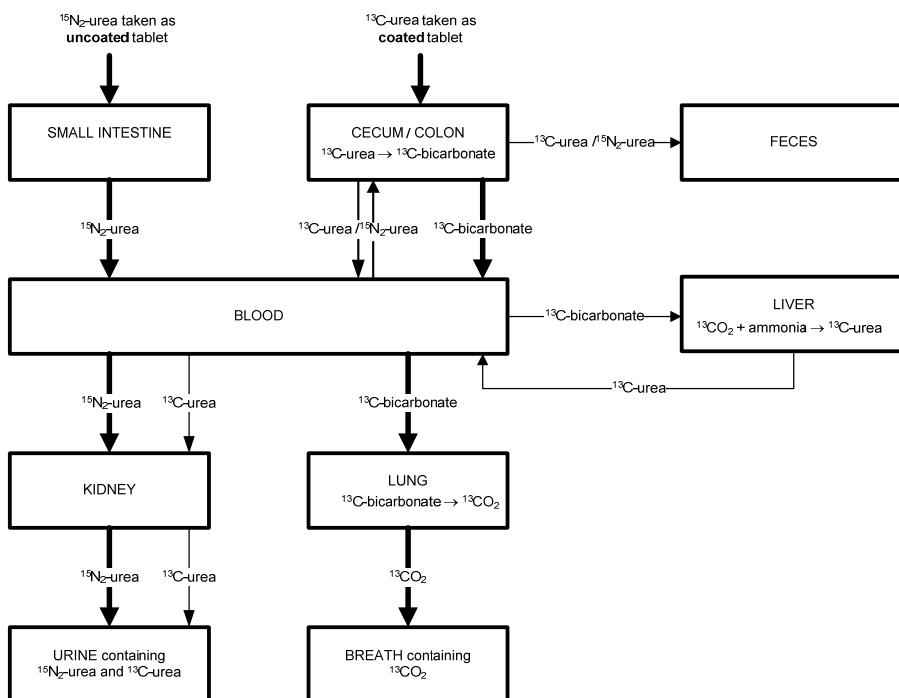 ¹⁵N₂-urea taken as
uncoated tablet
¹³C-urea taken as
coated tablet
SMALL INTESTINE
CECUM / COLON
¹³C-urea → ¹³C-bicarbonate
¹³C-urea /¹⁵N₂-urea
FECES
¹⁵N₂-urea
¹³C-urea /¹⁵N₂-urea
¹³C-bicarbonate
BLOOD
¹³C-bicarbonate
LIVER
¹³CO₂ + ammonia → ¹³C-urea
¹³C-urea
¹⁵N₂-urea
¹³C-urea
¹³C-bicarbonate
KIDNEY
LUNG
¹³C-bicarbonate → ¹³CO₂
¹⁵N₂-urea
¹³C-urea
¹³CO₂
URINE containing
¹⁵N₂-urea and ¹³C-urea
BREATH containing
¹³CO₂